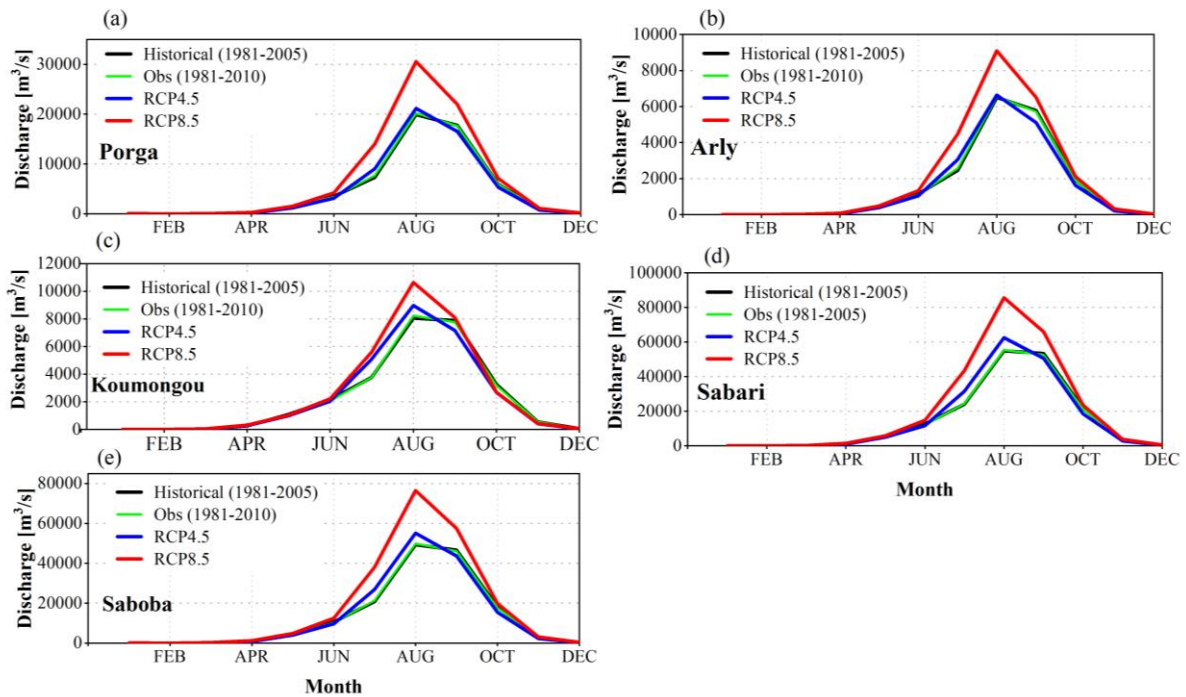 (a)
Discharge [m³/s]
30000
20000
10000
0
Historical (1981-2005)
Obs (1981-2010)
RCP4.5
RCP8.5
Porga
FEB APR JUN AUG OCT DEC
(b)
Discharge [m³/s]
10000
8000
6000
4000
2000
0
Historical (1981-2005)
Obs (1981-2010)
RCP4.5
RCP8.5
Arly
FEB APR JUN AUG OCT DEC
(c)
Discharge [m³/s]
12000
10000
8000
6000
4000
2000
0
Historical (1981-2005)
Obs (1981-2010)
RCP4.5
RCP8.5
Koumongou
FEB APR JUN AUG OCT DEC
(d)
Discharge [m³/s]
100000
80000
60000
40000
20000
0
Historical (1981-2005)
Obs (1981-2005)
RCP4.5
RCP8.5
Sabari
FEB APR JUN AUG OCT DEC
Month
(e)
Discharge [m³/s]
80000
60000
40000
20000
0
Historical (1981-2005)
Obs (1981-2010)
RCP4.5
RCP8.5
Saboba
FEB APR JUN AUG OCT DEC
Month